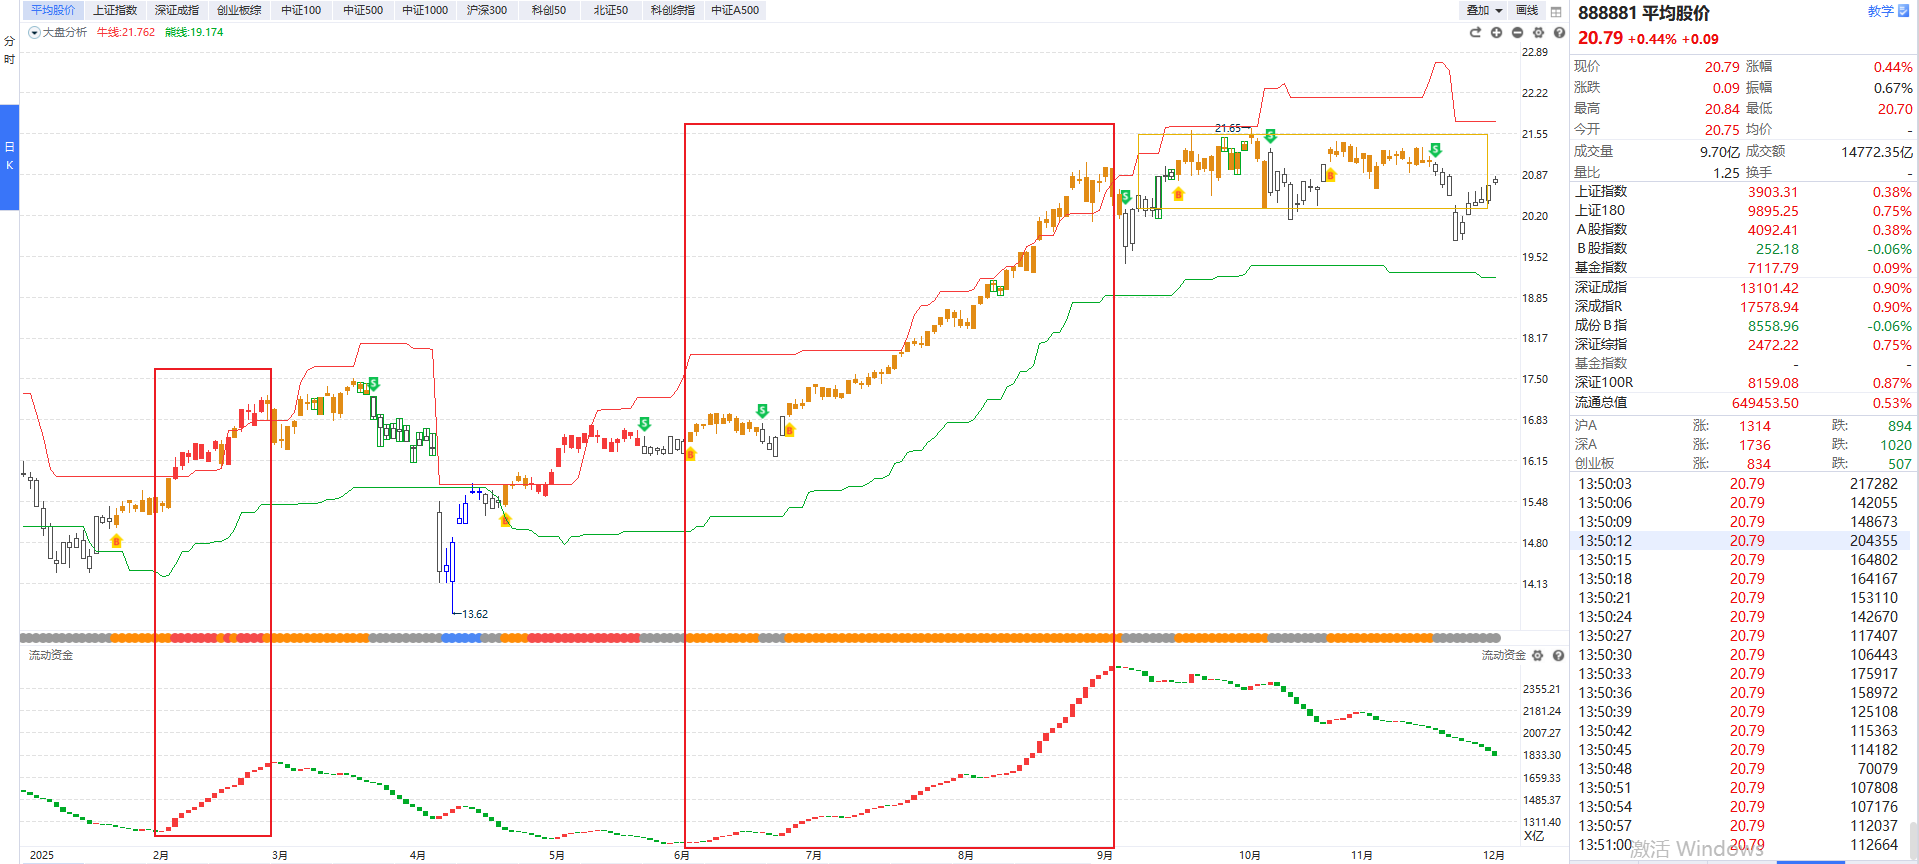 平均股价 上证指数 深证成指 创业板综 中证100 中证500 中证1000 沪深300 科创50 北证50 科创综指 中证A500 叠加 画线
大盘分析 牛线:21.762 熊线:19.174
分时
日K
22.89
22.22
21.55
20.87
20.20
19.52
18.85
18.17
17.50
16.83
16.15
15.48
14.80
14.13
21.65
13.62
S
S
S
S
S
S
B
B
B
B
B
B
流动资金 流动资金
2355.21
2181.24
2007.27
1833.30
1659.33
1485.37
1311.40
X亿
2025 2月 3月 4月 5月 6月 7月 8月 9月 10月 11月 12月
888881 平均股价 教学
20.79 +0.44% +0.09
现价 20.79 涨幅 0.44%
涨跌 0.09 振幅 0.67%
最高 20.84 最低 20.70
今开 20.75 均价 -
成交量 9.70亿 成交额 14772.35亿
量比 1.25 换手 -
上证指数 3903.31 0.38%
上证180 9895.25 0.75%
A股指数 4092.41 0.38%
B股指数 252.18 -0.06%
基金指数 7117.79 0.09%
深证成指 13101.42 0.90%
深成指R 17578.94 0.90%
成份B指 8558.96 -0.06%
深证综指 2472.22 0.75%
基金指数 - -
深证100R 8159.08 0.87%
流通总值 649453.50 0.53%
沪A 涨: 1314 跌: 894
深A 涨: 1736 跌: 1020
创业板 涨: 834 跌: 507
13:50:03 20.79 217282
13:50:06 20.79 142055
13:50:09 20.79 148673
13:50:12 20.79 204355
13:50:15 20.79 164802
13:50:18 20.79 164167
13:50:21 20.79 153110
13:50:24 20.79 142670
13:50:27 20.79 117407
13:50:30 20.79 106443
13:50:33 20.79 175917
13:50:36 20.79 158972
13:50:39 20.79 125108
13:50:42 20.79 115363
13:50:45 20.79 114182
13:50:48 20.79 70079
13:50:51 20.79 107808
13:50:54 20.79 107176
13:50:57 20.79 112037
13:51:00 20.79 112664
激活 Windows